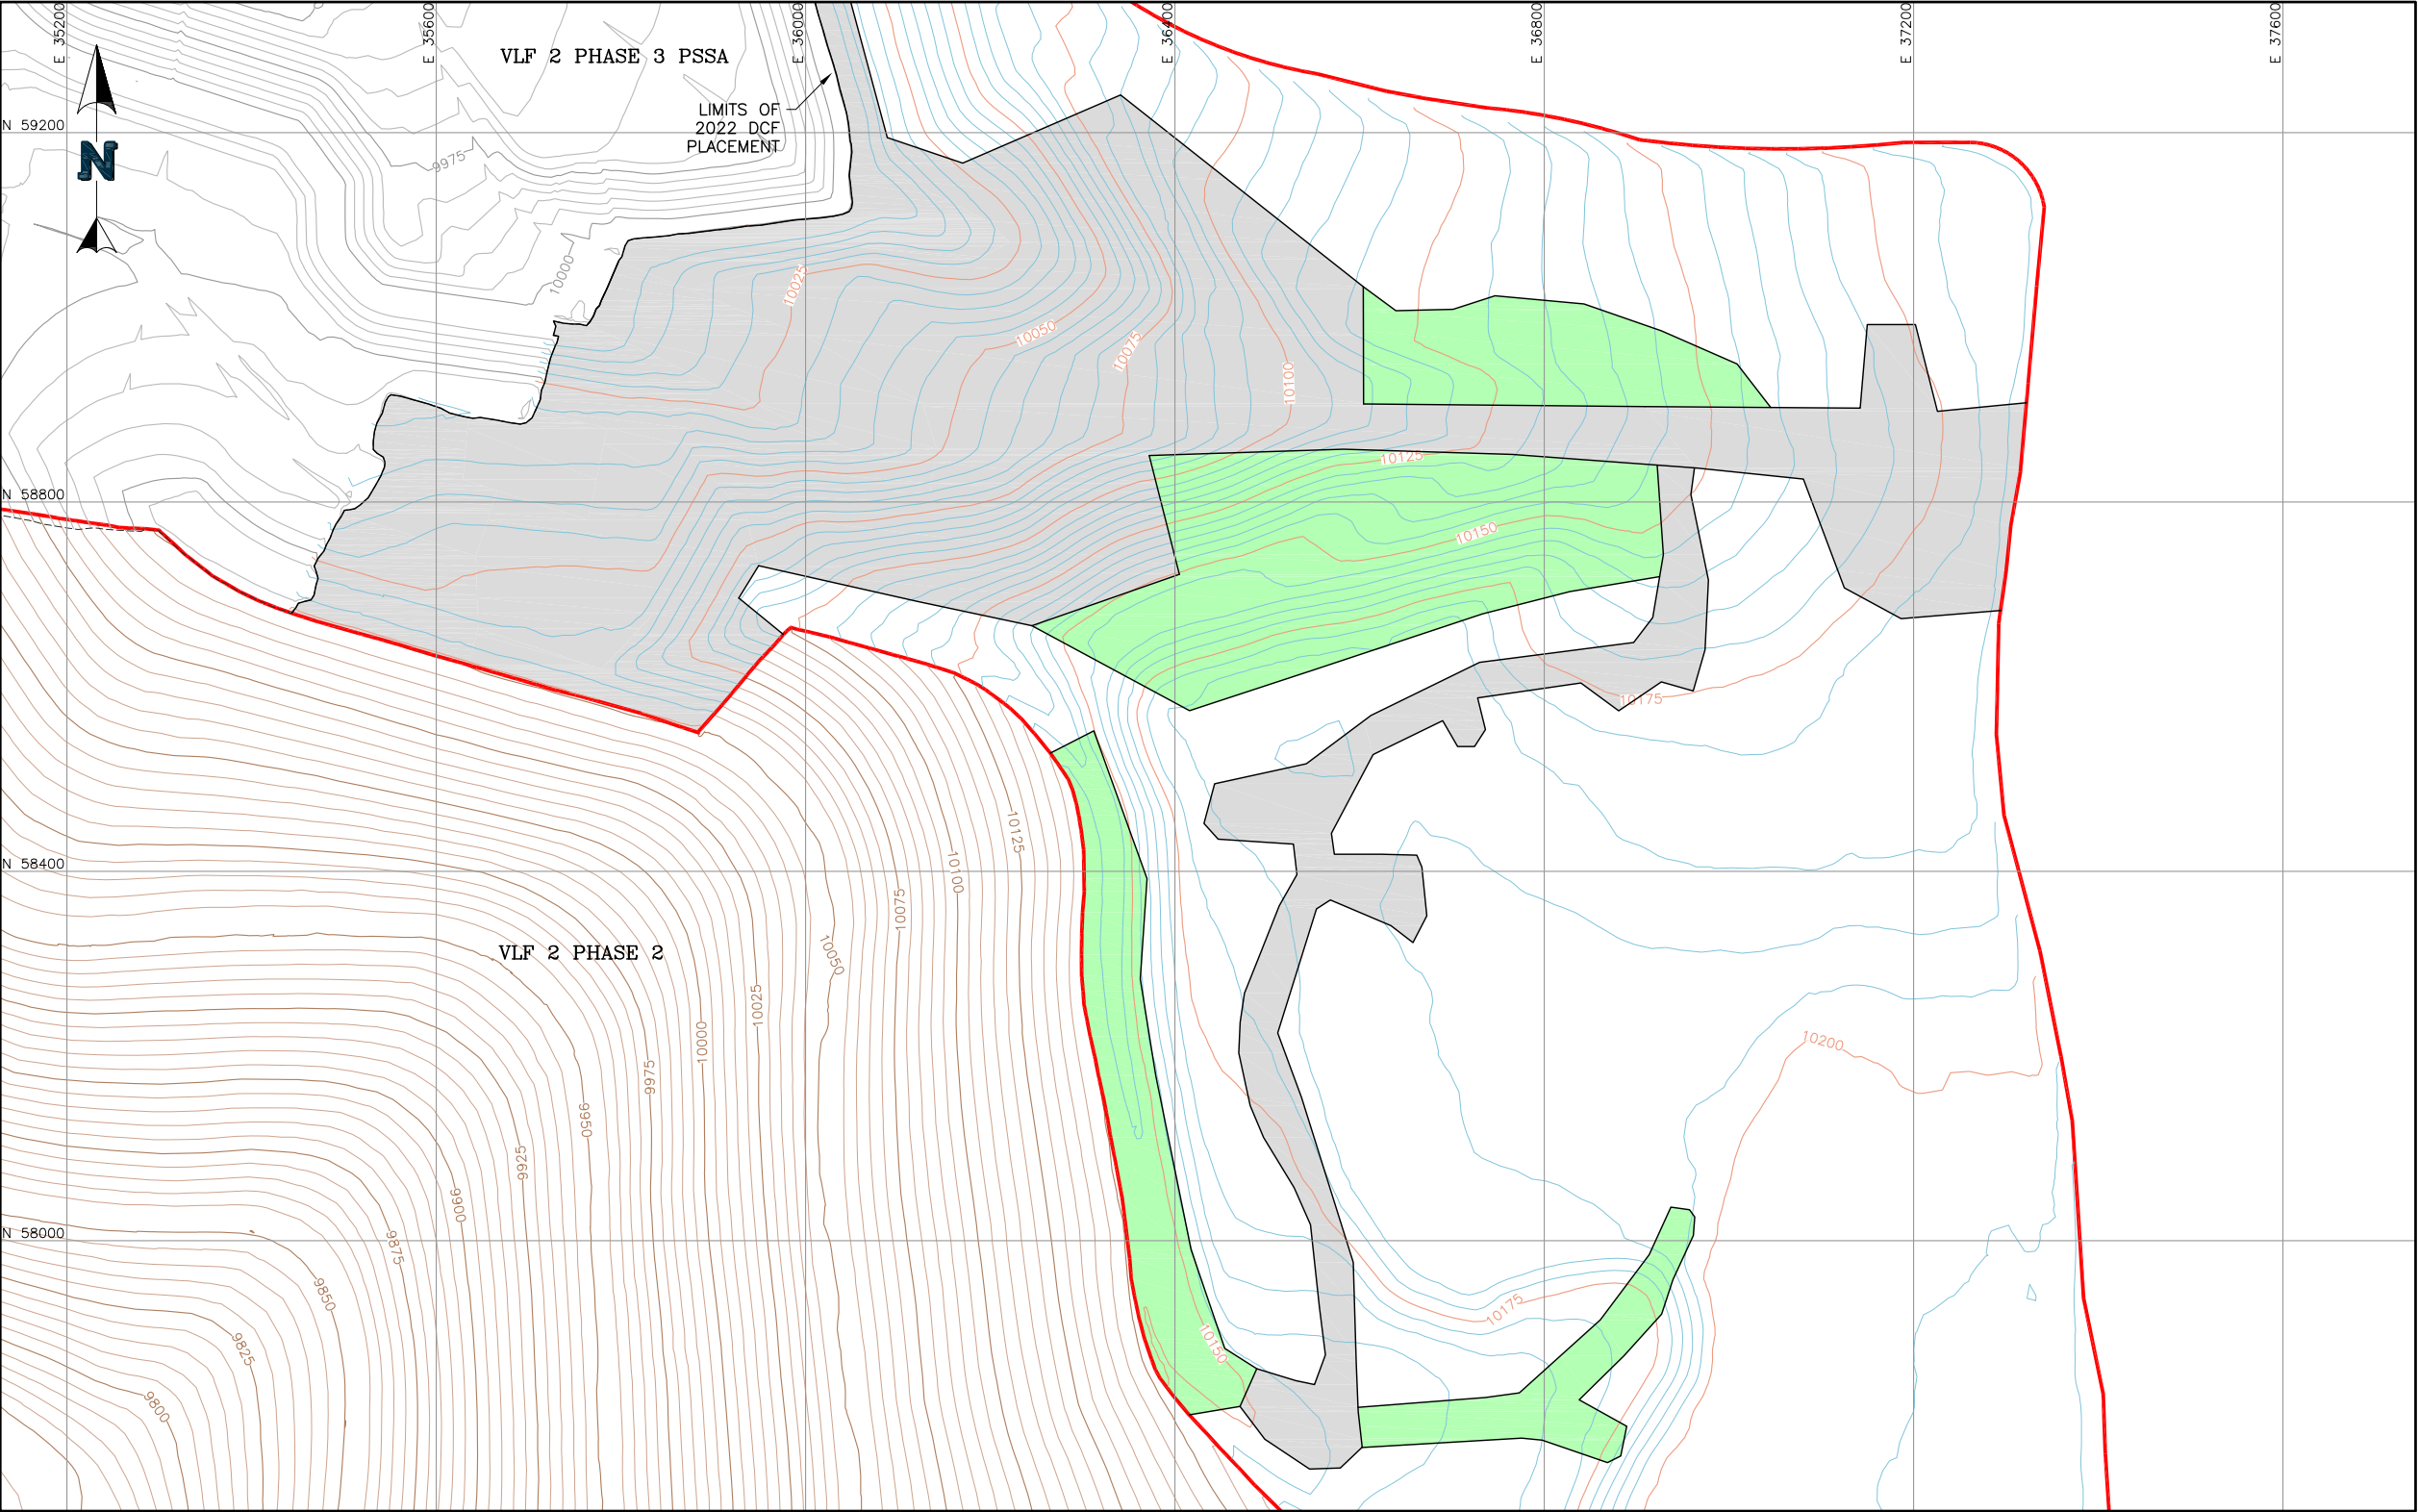 E 35200
E 35600
E 36000
E 36400
E 36800
E 37200
E 37600
VLF 2 PHASE 3 PSSA
LIMITS OF
2022 DCF
PLACEMENT
N 59200
N
9975
10000
10025
10050
10075
10100
10125
N 58800
10150
10175
N 58400
10125
10100
10075
VLF 2 PHASE 2
10050
10025
10000
9975
9950
9925
9900
9875
9850
9825
9800
10200
N 58000
10175
10150